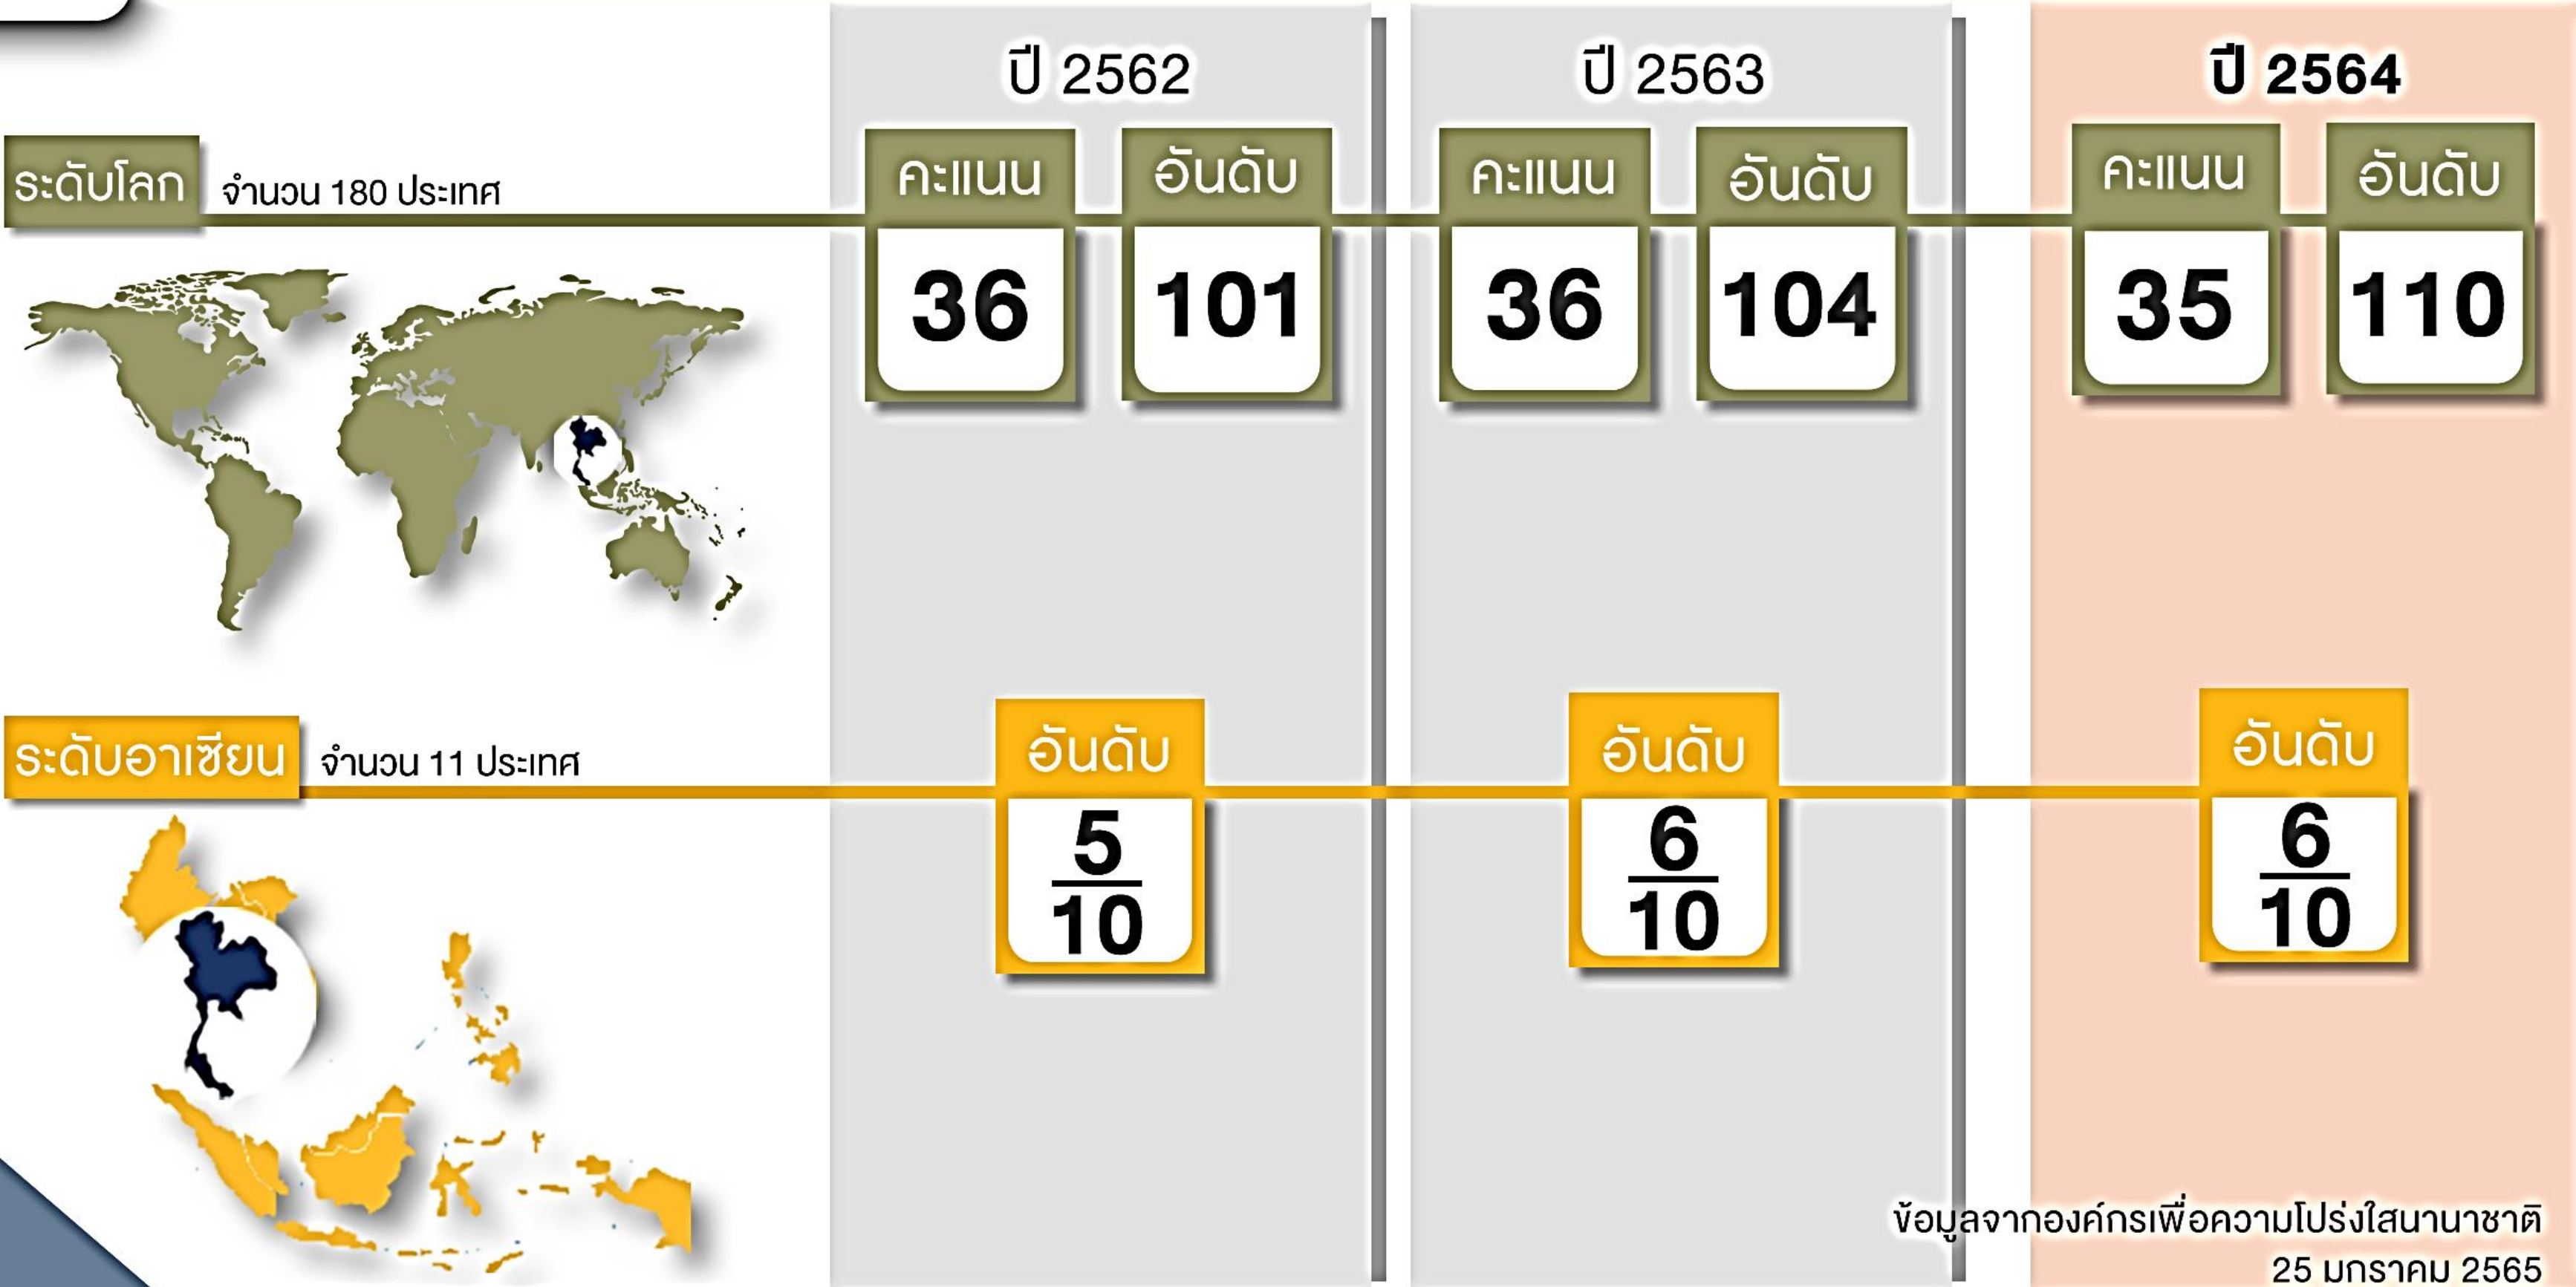 ปี 2562
ปี 2563
ปี 2564
ระดับโลก จำนวน 180 ประเทศ
คะแนน อันดับ คะแนน อันดับ คะแนน อันดับ
36 101 36 104 35 110
ระดับอาเซียน จำนวน 11 ประเทศ
อันดับ อันดับ อันดับ
5 6 6
10 10 10
ข้อมูลจากองค์กรเพื่อความโปร่งใสนานาชาติ
25 มกราคม 2565